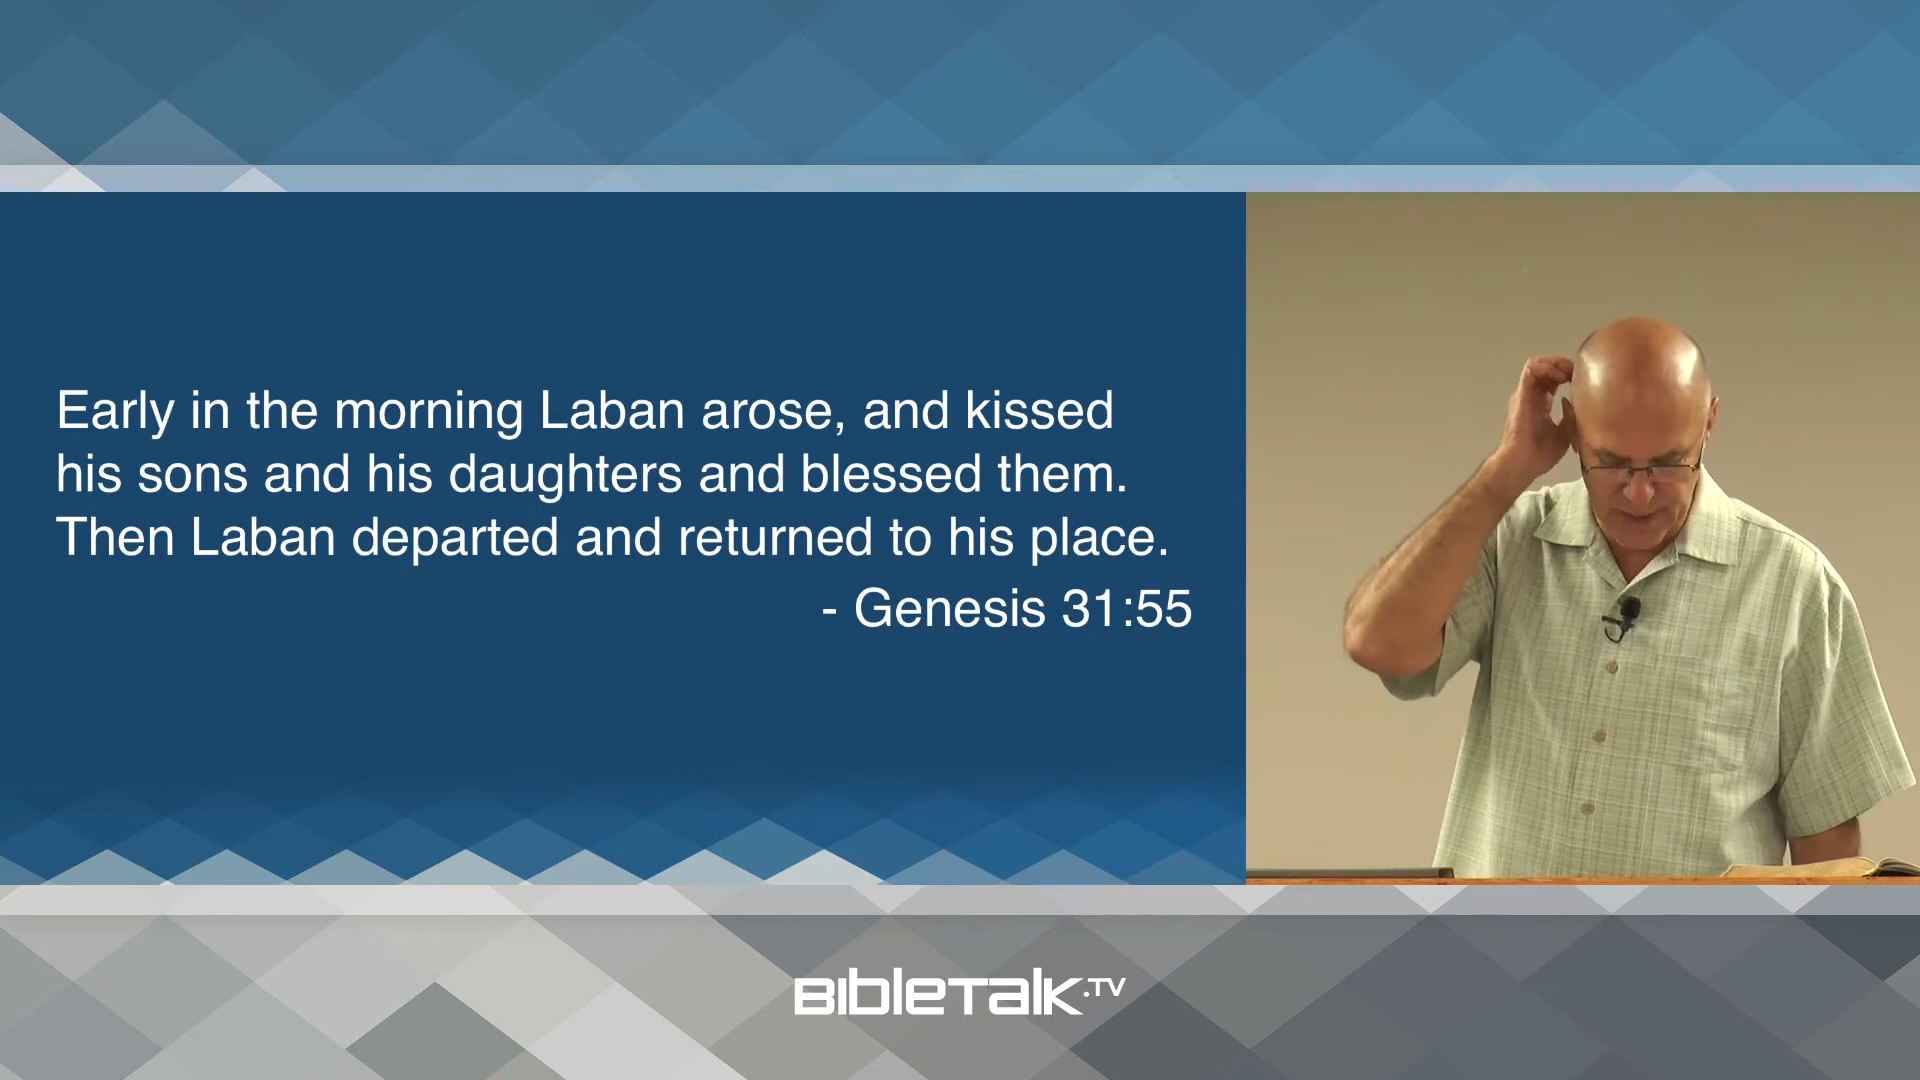 Early in the morning Laban arose, and kissed
his sons and his daughters and blessed them.
Then Laban departed and returned to his place.
- Genesis 31:55
BIBLETALK.TV